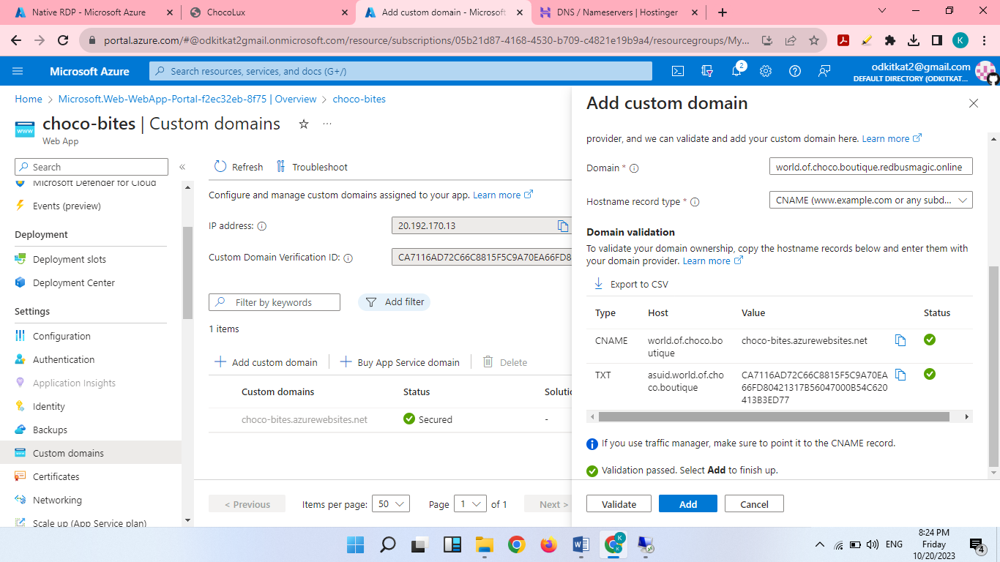 Native RDP - Microsoft Azure
ChocoLux
Add custom domain - Microsoft
DNS / Nameservers | Hostinger
portal.azure.com/#@odkitkat2gmail.onmicrosoft.com/resource/subscriptions/05b21d87-4168-4530-b709-c4821e19b9a4/resourcegroups/My...
K
Microsoft Azure
Search resources, services, and docs (G+/)
2
odkitkat2@gmail.com
DEFAULT DIRECTORY (ODKITKAT...
Home > Microsoft.Web-WebApp-Portal-f2ec32eb-8f75 | Overview > choco-bites
choco-bites | Custom domains
Web App
Search
Microsoft Defender for Cloud
Events (preview)
Deployment
Deployment slots
Deployment Center
Settings
Configuration
Authentication
Application Insights
Identity
Backups
Custom domains
Certificates
Networking
Scale up (App Service plan)
Refresh
Troubleshoot
Configure and manage custom domains assigned to your app. Learn more
IP address:
20.192.170.13
Custom Domain Verification ID:
CA7116AD72C66C8815F5C9A70EA66FD8
Filter by keywords
Add filter
1 items
Add custom domain
Buy App Service domain
Delete
Custom domains
Status
Solutio
choco-bites.azurewebsites.net
Secured
-
< Previous
Items per page:
50
Page
1
of 1
Next >
Add custom domain
provider, and we can validate and add your custom domain here. Learn more
Domain *
world.of.choco.boutique.redbusmagic.online
Hostname record type *
CNAME (www.example.com or any subd...
Domain validation
To validate your domain ownership, copy the hostname records below and enter them with
your domain provider. Learn more
Export to CSV
Type
Host
Value
Status
CNAME
world.of.choco.bo
utique
choco-bites.azurewebsites.net
TXT
asuid.world.of.cho
co.boutique
CA7116AD72C66C8815F5C9A70EA
66FD80421317B56047000B54C620
413B3ED77
If you use traffic manager, make sure to point it to the CNAME record.
Validation passed. Select Add to finish up.
Validate
Add
Cancel
K
ENG
8:24 PM
Friday
10/20/2023
4